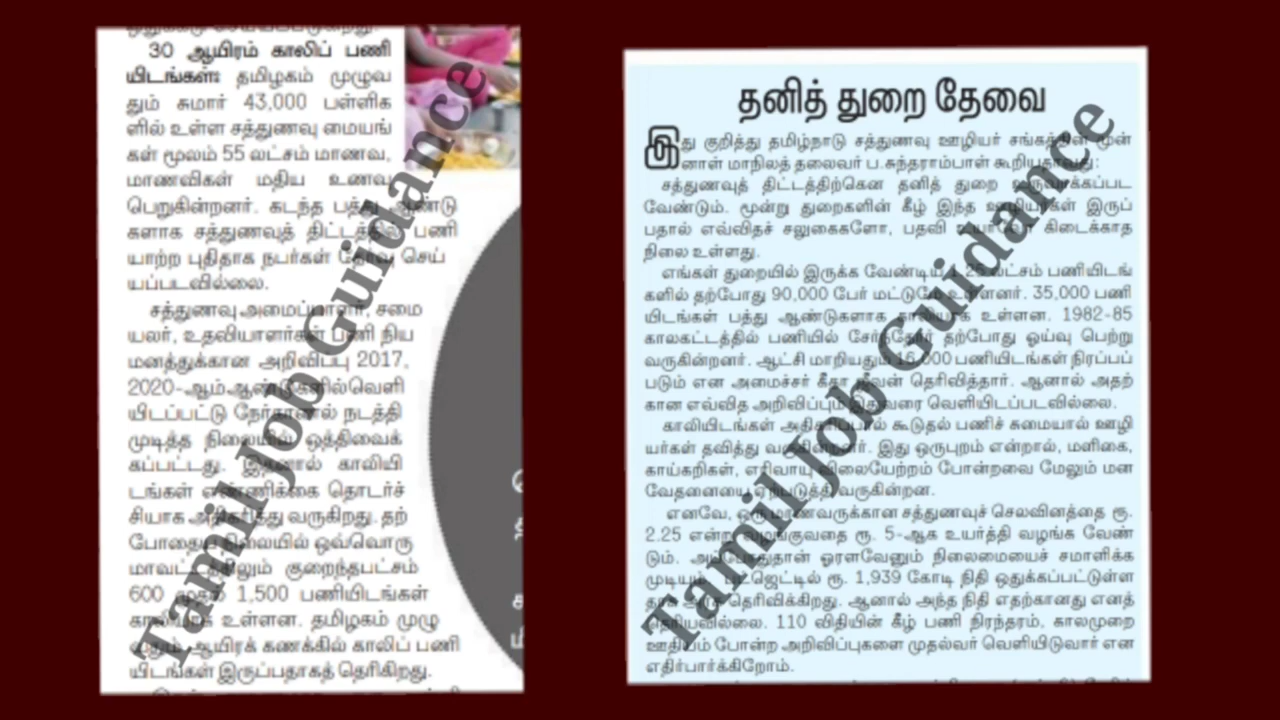 30 ஆயிரம் காலிப் பணி
யிடங்கள்: தமிழகம் முழுவ
தும் சுமார் 43,000 பள்ளிக
ளில் உள்ள சத்துணவு மையங்
கள் மூலம் 55 லட்சம் மாணவ,
மாணவிகள் மதிய உணவு
பெறுகின்றனர். கடந்த பத்து ஆண்டு
களாக சத்துணவுத் திட்டத்தில் பணி
யாற்ற புதிதாக நபர்கள் தேர்வு செய்
யப்படவில்லை.
சத்துணவு அமைப்பாளர், சமை
யலர், உதவியாளர்கள் பணி நிய
மனத்துக்கான அறிவிப்பு 2017,
2020-ஆம் ஆண்டுகளில் வெளி
யிடப்பட்டு நேர்காணல் நடத்தி
முடித்த நிலையில் ஒத்திவைக்
கப்பட்டது. இதனால் காலியி
டங்கள் எண்ணிக்கை தொடர்ச்
சியாக அதிகரித்து வருகிறது. தற்
போதைய நிலையில் ஒவ்வொரு
மாவட்டத்திலும் குறைந்தபட்சம்
600 முதல் 1,500 பணியிடங்கள்
காலியாக உள்ளன. தமிழகம் முழு
வதும் ஆயிரக் கணக்கில் காலிப் பணி
யிடங்கள் இருப்பதாகத் தெரிகிறது.
Tamil Job Guidance
தனித் துறை தேவை
இது குறித்து தமிழ்நாடு சத்துணவு ஊழியர் சங்கத்தின் முன்
னாள் மாநிலத் தலைவர் ப.சுந்தராம்பாள் கூறியதாவது:
சத்துணவுத் திட்டத்திற்கென தனித் துறை உருவாக்கப்பட
வேண்டும். மூன்று துறைகளின் கீழ் இந்த ஊழியர்கள் இருப்
பதால் எவ்விதச் சலுகைகளோ, பதவி உயர்வோ கிடைக்காத
நிலை உள்ளது.
எங்கள் துறையில் இருக்க வேண்டிய 1.25 லட்சம் பணியிடங்
களில் தற்போது 90,000 பேர் மட்டுமே உள்ளனர். 35,000 பணி
யிடங்கள் பத்து ஆண்டுகளாக காலியாக உள்ளன. 1982-85
காலகட்டத்தில் பணியில் சேர்ந்தோர் தற்போது ஓய்வு பெற்று
வருகின்றனர். ஆட்சி மாறியதும் பணியிடங்கள் நிரப்பப்
படும் என அமைச்சர் கீதா ஜீவன் தெரிவித்தார். ஆனால் அதற்
கான எவ்வித அறிவிப்பும் இதுவரை வெளியிடப்படவில்லை.
காலியிடங்கள் அதிகரிப்பால் கூடுதல் பணிச் சுமையால் ஊழி
யர்கள் தவித்து வருகின்றனர். இது ஒருபுறம் என்றால், மளிகை,
காய்கறிகள், எரிவாயு விலையேற்றம் போன்றவை மேலும் மன
வேதனையை ஏற்படுத்தி வருகின்றன.
எனவே, ஒரு மாணவருக்கான சத்துணவுச் செலவினத்தை ரூ.
2.25 என்று வழங்குவதை ரூ. 5-ஆக உயர்த்தி வழங்க வேண்
டும். அப்போதுதான் ஓரளவேனும் நிலைமையைச் சமாளிக்க
முடியும். பட்ஜெட்டில் ரூ. 1,939 கோடி நிதி ஒதுக்கப்பட்டுள்ள
தாக அரசு தெரிவிக்கிறது. ஆனால் அந்த நிதி எதற்கானது எனத்
தெரியவில்லை. 110 விதியின் கீழ் பணி நிரந்தரம், காலமுறை
ஊதியம் போன்ற அறிவிப்புகளை முதல்வர் வெளியிடுவார் என
எதிர்பார்க்கிறோம்.
Tamil Job Guidance